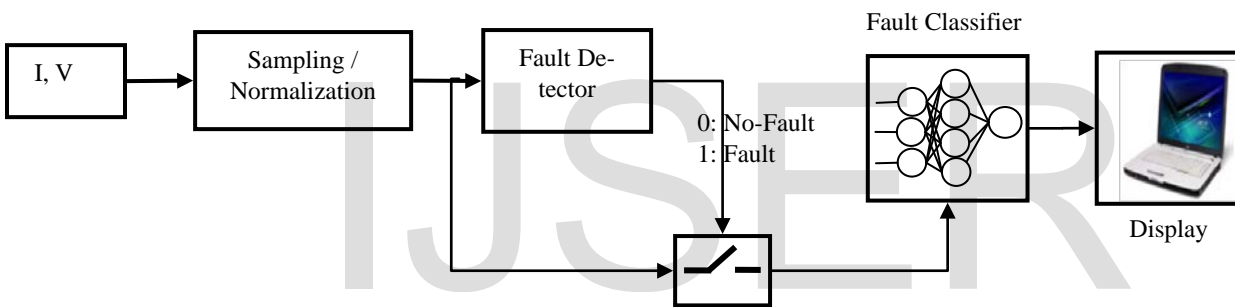 Fault Classifier
I, V
Sampling /
Normalization
Fault De-
tector
0: No-Fault
1: Fault
Display
IJSER